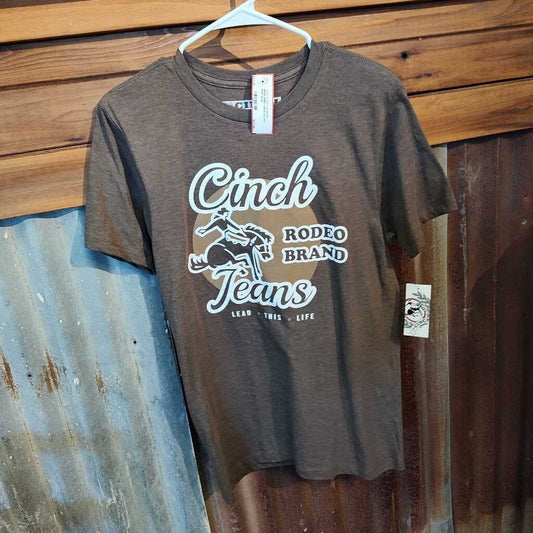 Cinch
RODEO
BRAND
Jeans
LEAD THIS LIFE